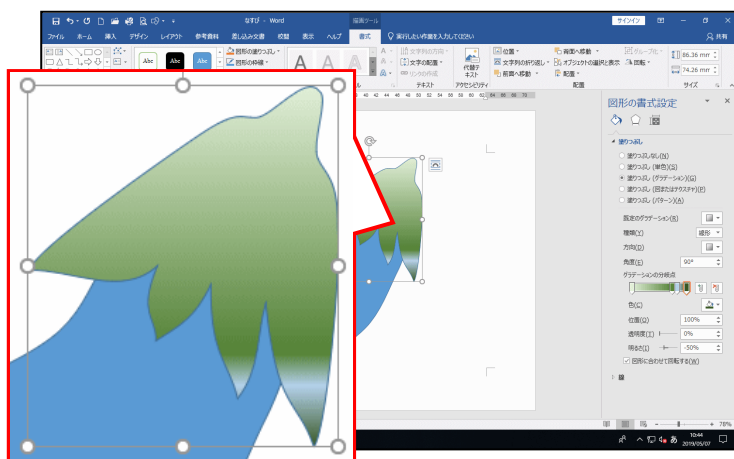 なすび - Word
描画ツール
サインイン
ファイル ホーム 挿入 デザイン レイアウト 参考資料 差し込み文書 校閲 表示 ヘルプ 書式 実行したい作業を入力してください 共有
Abc Abc Abc
図形の塗りつぶし
図形の枠線
A A A
文字列の方向
文字の配置
リンクの作成
テキスト
代替テキスト
アクセシビリティ
位置
文字列の折り返し
前面へ移動
背面へ移動
オブジェクトの選択と表示
配置
グループ化
回転
配置
86.26 mm
74.26 mm
サイズ
図形の書式設定
塗りつぶし
塗りつぶしなし(N)
塗りつぶし (単色)(S)
塗りつぶし (グラデーション)(G)
塗りつぶし (図またはテクスチャ)(P)
塗りつぶし (パターン)(A)
既定のグラデーション(R)
種類(Y) 線形
方向(D)
角度(E) 90°
グラデーションの分岐点
色(C)
位置(O) 100%
透明度(T) 0%
明るさ(I) -50%
図形に合わせて回転する(W)
線
78%
あ
10:44
2019/05/07